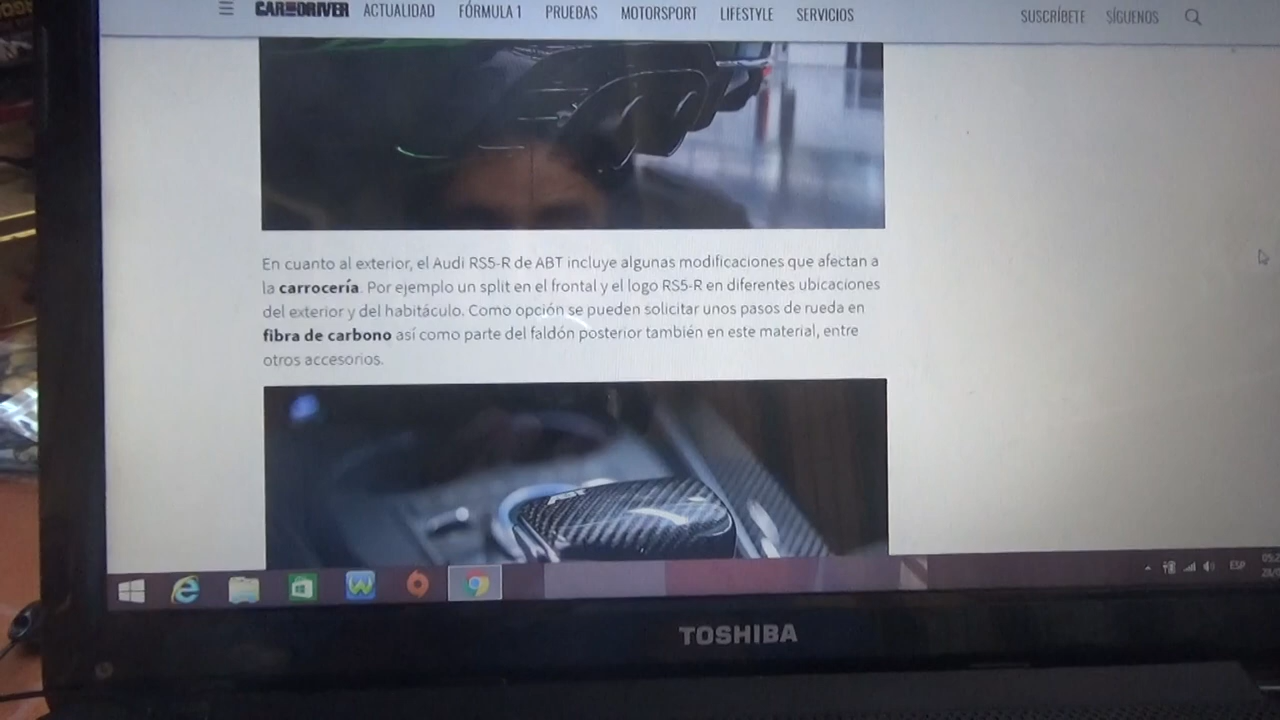 CAR AND DRIVER ACTUALIDAD FÓRMULA 1 PRUEBAS MOTORSPORT LIFESTYLE SERVICIOS SUSCRÍBETE SÍGUENOS
En cuanto al exterior, el Audi RS5-R de ABT incluye algunas modificaciones que afectan a
la carrocería. Por ejemplo un split en el frontal y el logo RS5-R en diferentes ubicaciones
del exterior y del habitáculo. Como opción se pueden solicitar unos pasos de rueda en
fibra de carbono así como parte del faldón posterior también en este material, entre
otros accesorios.
ABT
ESP
TOSHIBA